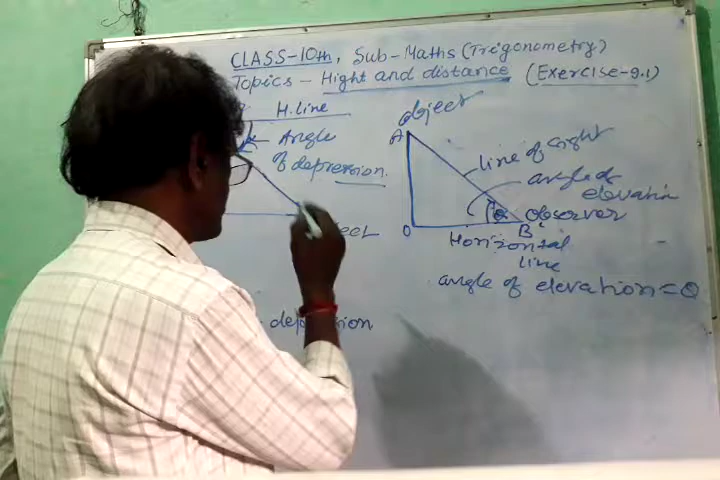 CLASS-10th, Sub-Maths (Trigonometry)
Topics - Hight and distance (Exercise-9.1)
H.line
Angle
of depression.
depression
object
A
line of sight
angle of
elevation
θ
observer
O
B
Horizontal
line
angle of elevation = θ